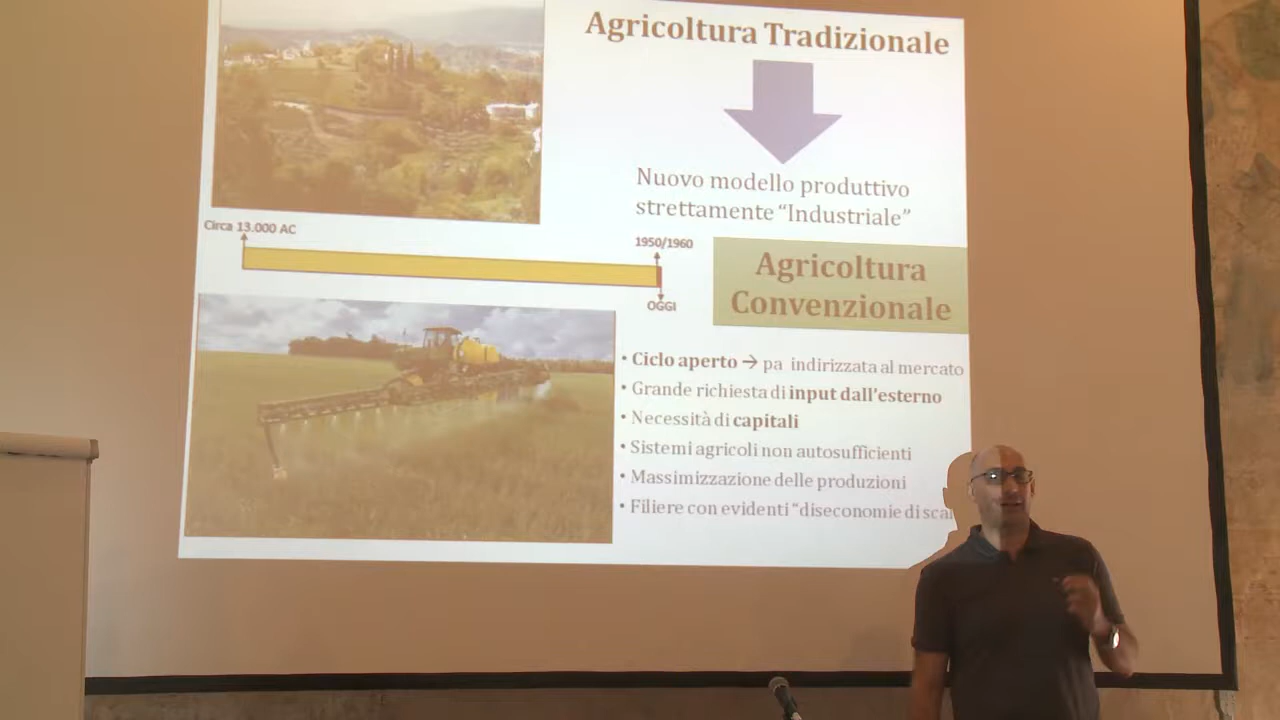 Agricoltura Tradizionale
Nuovo modello produttivo
strettamente “Industriale”
Circa 13.000 AC
1950/1960
OGGI
Agricoltura
Convenzionale
• Ciclo aperto → pa indirizzata al mercato
• Grande richiesta di input dall’esterno
• Necessità di capitali
• Sistemi agricoli non autosufficienti
• Massimizzazione delle produzioni
• Filiere con evidenti “diseconomie di